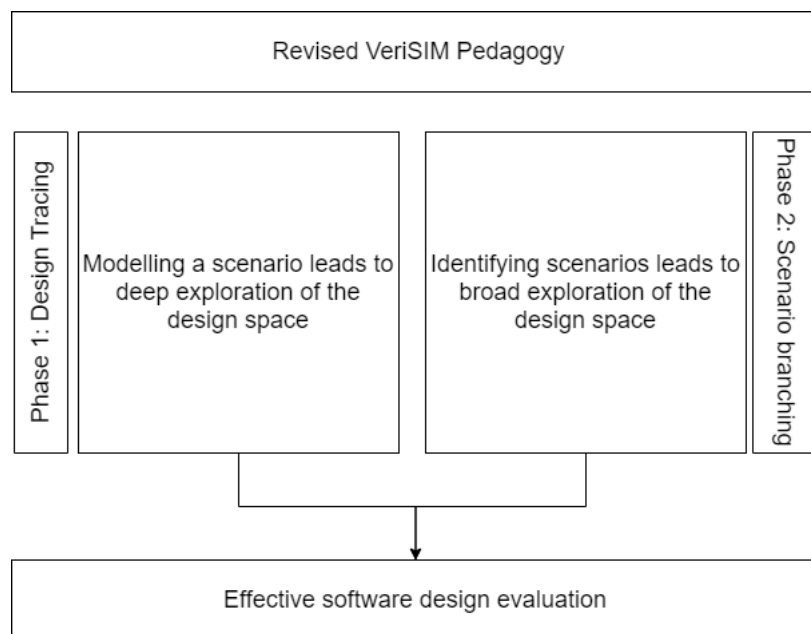 Revised VeriSIM Pedagogy
Phase 1: Design Tracing
Modelling a scenario leads to
deep exploration of the
design space
Identifying scenarios leads to
broad exploration of the
design space
Phase 2: Scenario branching
Effective software design evaluation